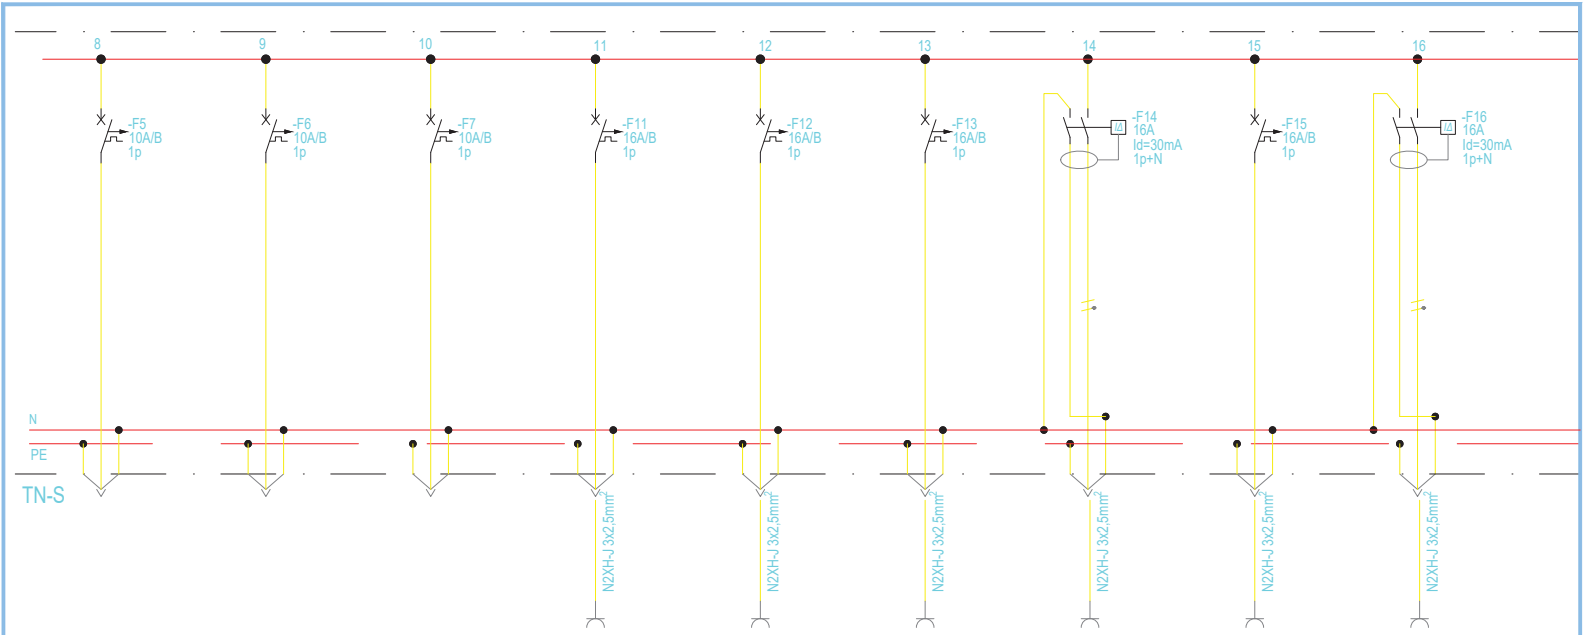 8
9
10
11
12
13
14
15
16
-F5
10A/B
1p
-F6
10A/B
1p
-F7
10A/B
1p
-F11
16A/B
1p
-F12
16A/B
1p
-F13
16A/B
1p
-F14
16A
Id=30mA
1p+N
IΔ
-F15
16A/B
1p
-F16
16A
Id=30mA
1p+N
IΔ
N
PE
TN-S
N2XH-J 3x2,5mm²
N2XH-J 3x2,5mm²
N2XH-J 3x2,5mm²
N2XH-J 3x2,5mm²
N2XH-J 3x2,5mm²
N2XH-J 3x2,5mm²